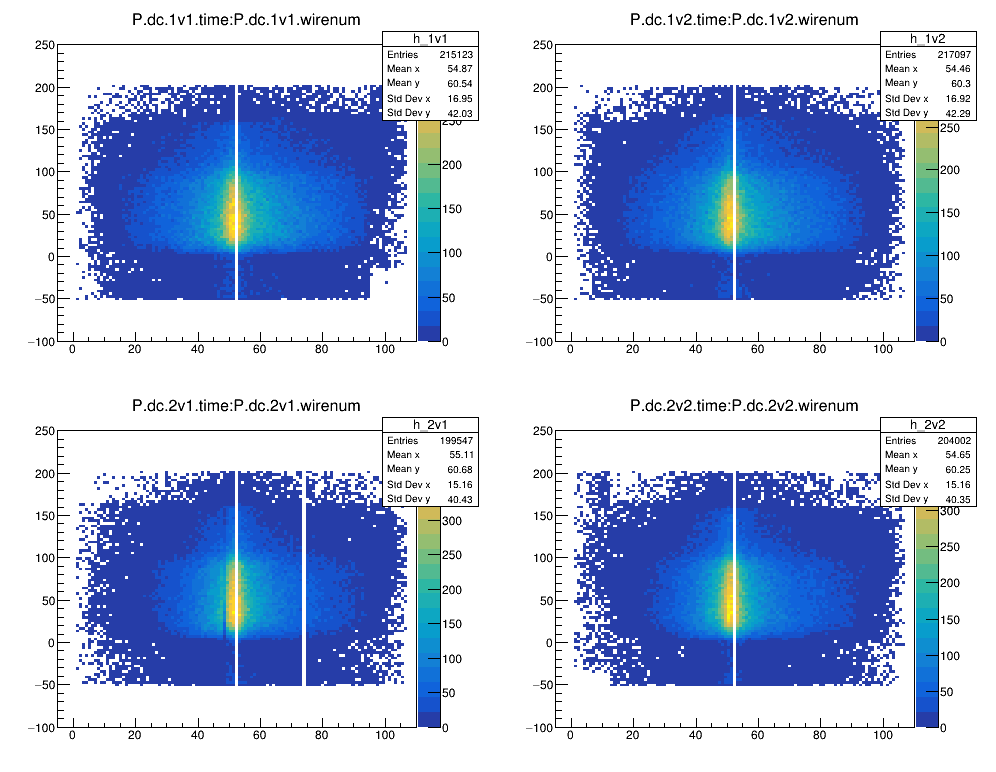 P.dc.1v1.time:P.dc.1v1.wirenum
h_1v1
Entries 215123
Mean x 54.87
Mean y 60.54
Std Dev x 16.95
Std Dev y 42.03
250
200
150
100
50
0
−50
−100
0 20 40 60 80 100
250
200
150
100
50
0
P.dc.1v2.time:P.dc.1v2.wirenum
h_1v2
Entries 217097
Mean x 54.46
Mean y 60.3
Std Dev x 16.92
Std Dev y 42.29
250
200
150
100
50
0
−50
−100
0 20 40 60 80 100
250
200
150
100
50
0
P.dc.2v1.time:P.dc.2v1.wirenum
h_2v1
Entries 199547
Mean x 55.11
Mean y 60.68
Std Dev x 15.16
Std Dev y 40.43
250
200
150
100
50
0
−50
−100
0 20 40 60 80 100
300
250
200
150
100
50
0
P.dc.2v2.time:P.dc.2v2.wirenum
h_2v2
Entries 204002
Mean x 54.65
Mean y 60.25
Std Dev x 15.16
Std Dev y 40.35
250
200
150
100
50
0
−50
−100
0 20 40 60 80 100
300
250
200
150
100
50
0